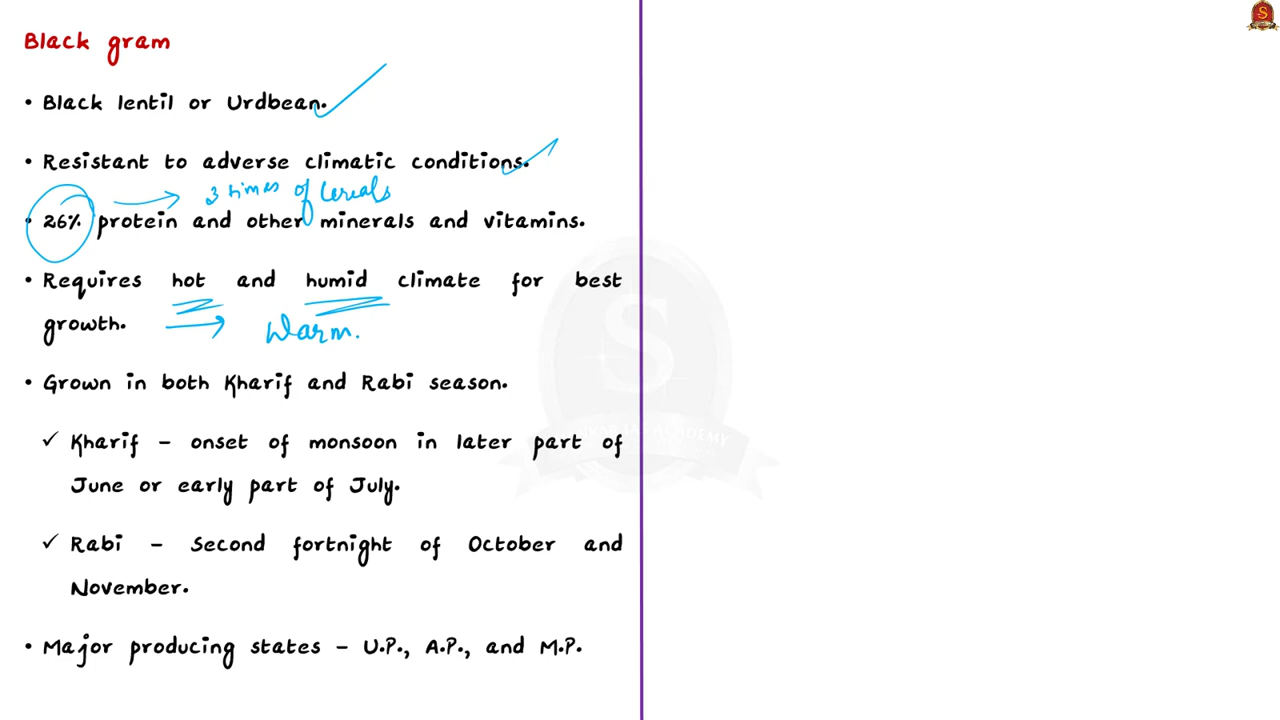 Black gram
• Black lentil or Urdbean.
• Resistant to adverse climatic conditions.
3 times of cereals
• 26% protein and other minerals and vitamins.
• Requires hot and humid climate for best
growth.
Warm.
• Grown in both Kharif and Rabi season.
✓ Kharif – onset of monsoon in later part of
June or early part of July.
✓ Rabi – Second fortnight of October and
November.
• Major producing states – U.P., A.P., and M.P.